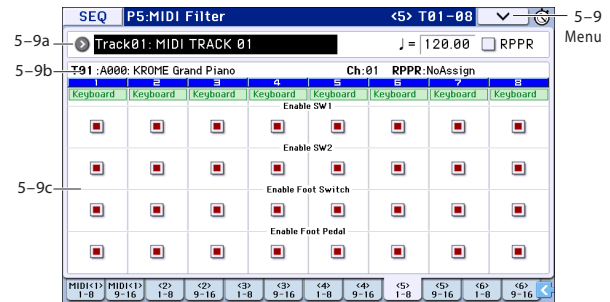 SEQ P5:MIDI Filter <5> T01-08
5-9
Menu
5-9a
Track01: MIDI TRACK 01 ♩= 120.00 RPPR
5-9b
T01 :A000: KROME Grand Piano Ch:01 RPPR:NoAssign
1 2 3 4 5 6 7 8
Keyboard Keyboard Keyboard Keyboard Keyboard Keyboard Keyboard Keyboard
Enable SW1
Enable SW2
5-9c
Enable Foot Switch
Enable Foot Pedal
MIDI<1> MIDI<1> <2> <2> <3> <3> <4> <4> <5> <5> <6> <6>
1-8 9-16 1-8 9-16 1-8 9-16 1-8 9-16 1-8 9-16 1-8 9-16